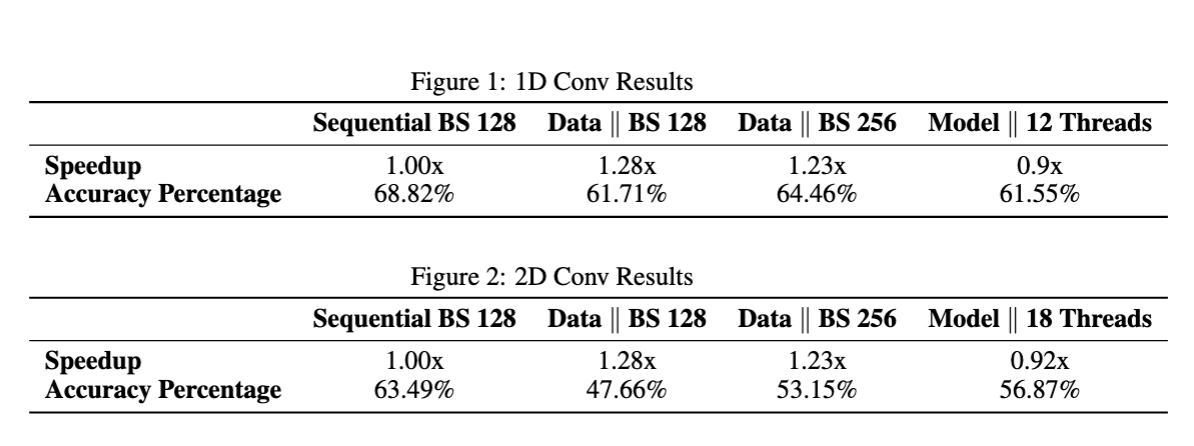 Figure 1: 1D Conv Results
Sequential BS 128 Data || BS 128 Data || BS 256 Model || 12 Threads
Speedup 1.00x 1.28x 1.23x 0.9x
Accuracy Percentage 68.82% 61.71% 64.46% 61.55%
Figure 2: 2D Conv Results
Sequential BS 128 Data || BS 128 Data || BS 256 Model || 18 Threads
Speedup 1.00x 1.28x 1.23x 0.92x
Accuracy Percentage 63.49% 47.66% 53.15% 56.87%